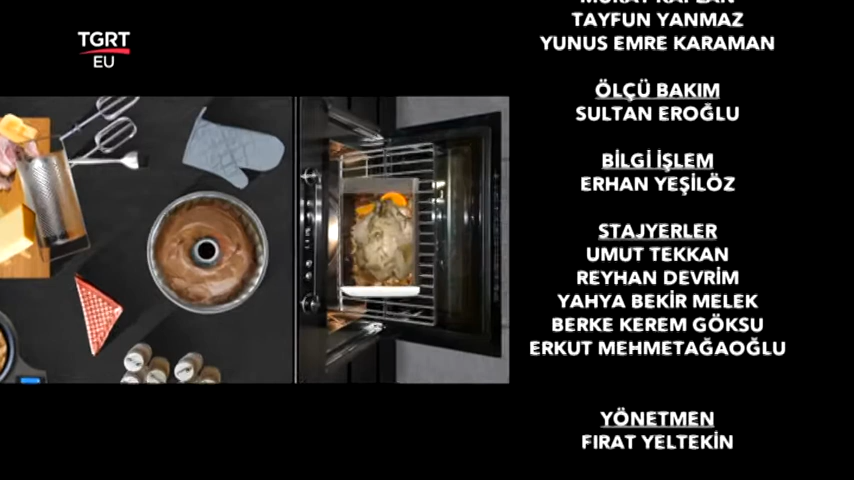 TGRT
EU
TAYFUN YANMAZ
YUNUS EMRE KARAMAN
ÖLÇÜ BAKIM
SULTAN EROĞLU
BİLGİ İŞLEM
ERHAN YEŞİLÖZ
STAJYERLER
UMUT TEKKAN
REYHAN DEVRİM
YAHYA BEKİR MELEK
BERKE KEREM GÖKSU
ERKUT MEHMETAĞAOĞLU
YÖNETMEN
FIRAT YELTEKİN